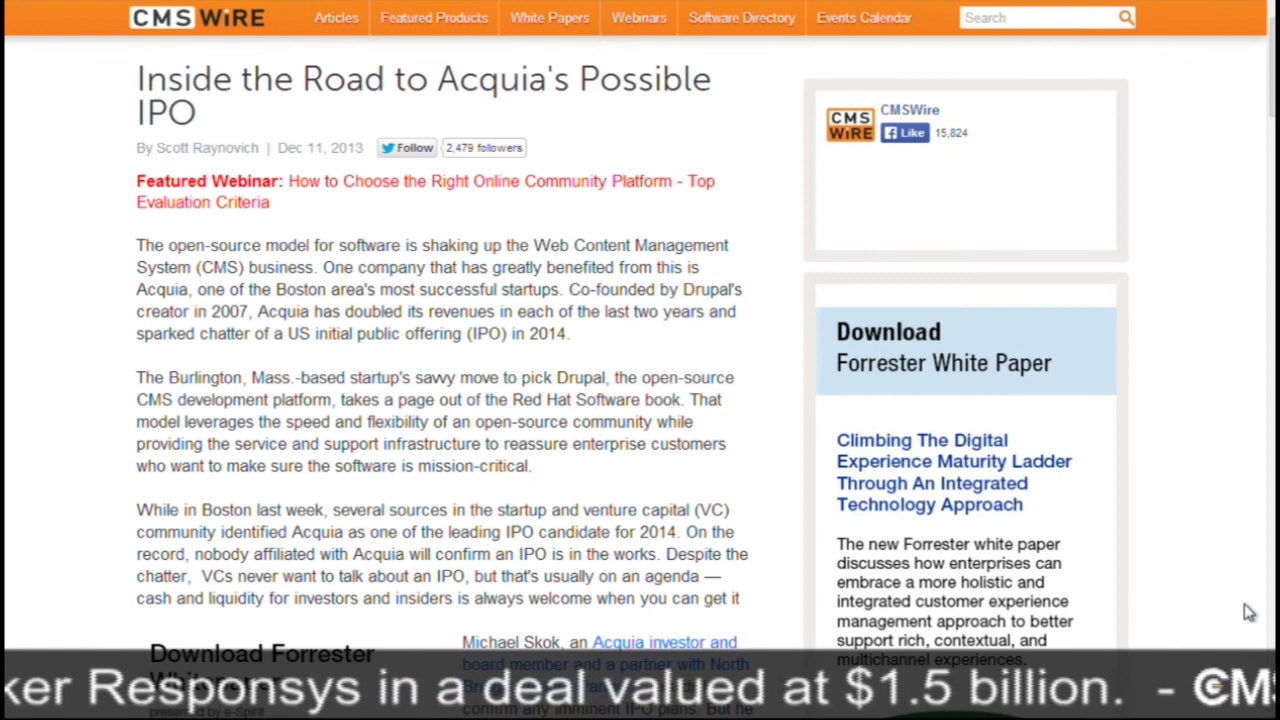 CMSWiRE
Articles
Featured Products
White Papers
Webinars
Software Directory
Events Calendar
Search
Inside the Road to Acquia's Possible
IPO
By Scott Raynovich | Dec 11, 2013
Follow
2,479 followers
Featured Webinar: How to Choose the Right Online Community Platform - Top
Evaluation Criteria
The open-source model for software is shaking up the Web Content Management
System (CMS) business. One company that has greatly benefited from this is
Acquia, one of the Boston area's most successful startups. Co-founded by Drupal's
creator in 2007, Acquia has doubled its revenues in each of the last two years and
sparked chatter of a US initial public offering (IPO) in 2014.
The Burlington, Mass.-based startup's savvy move to pick Drupal, the open-source
CMS development platform, takes a page out of the Red Hat Software book. That
model leverages the speed and flexibility of an open-source community while
providing the service and support infrastructure to reassure enterprise customers
who want to make sure the software is mission-critical.
While in Boston last week, several sources in the startup and venture capital (VC)
community identified Acquia as one of the leading IPO candidate for 2014. On the
record, nobody affiliated with Acquia will confirm an IPO is in the works. Despite the
chatter, VCs never want to talk about an IPO, but that's usually on an agenda —
cash and liquidity for investors and insiders is always welcome when you can get it
Download Forrester
Whitepaper
presented by e-Spirit
Michael Skok, an Acquia investor and
board member and a partner with North
confirm any imminent IPO plans. But he
CMS
WiRE
CMSWire
Like
15,824
Download
Forrester White Paper
Climbing The Digital
Experience Maturity Ladder
Through An Integrated
Technology Approach
The new Forrester white paper
discusses how enterprises can
embrace a more holistic and
integrated customer experience
management approach to better
support rich, contextual, and
multichannel experiences.
ker Responsys in a deal valued at $1.5 billion. - CMS